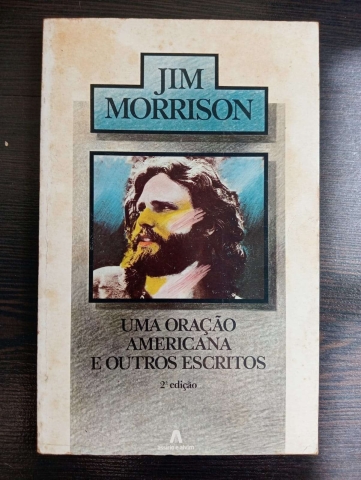 JIM
MORRISON
UMA ORAÇÃO
AMERICANA
E OUTROS ESCRITOS
2ª edição